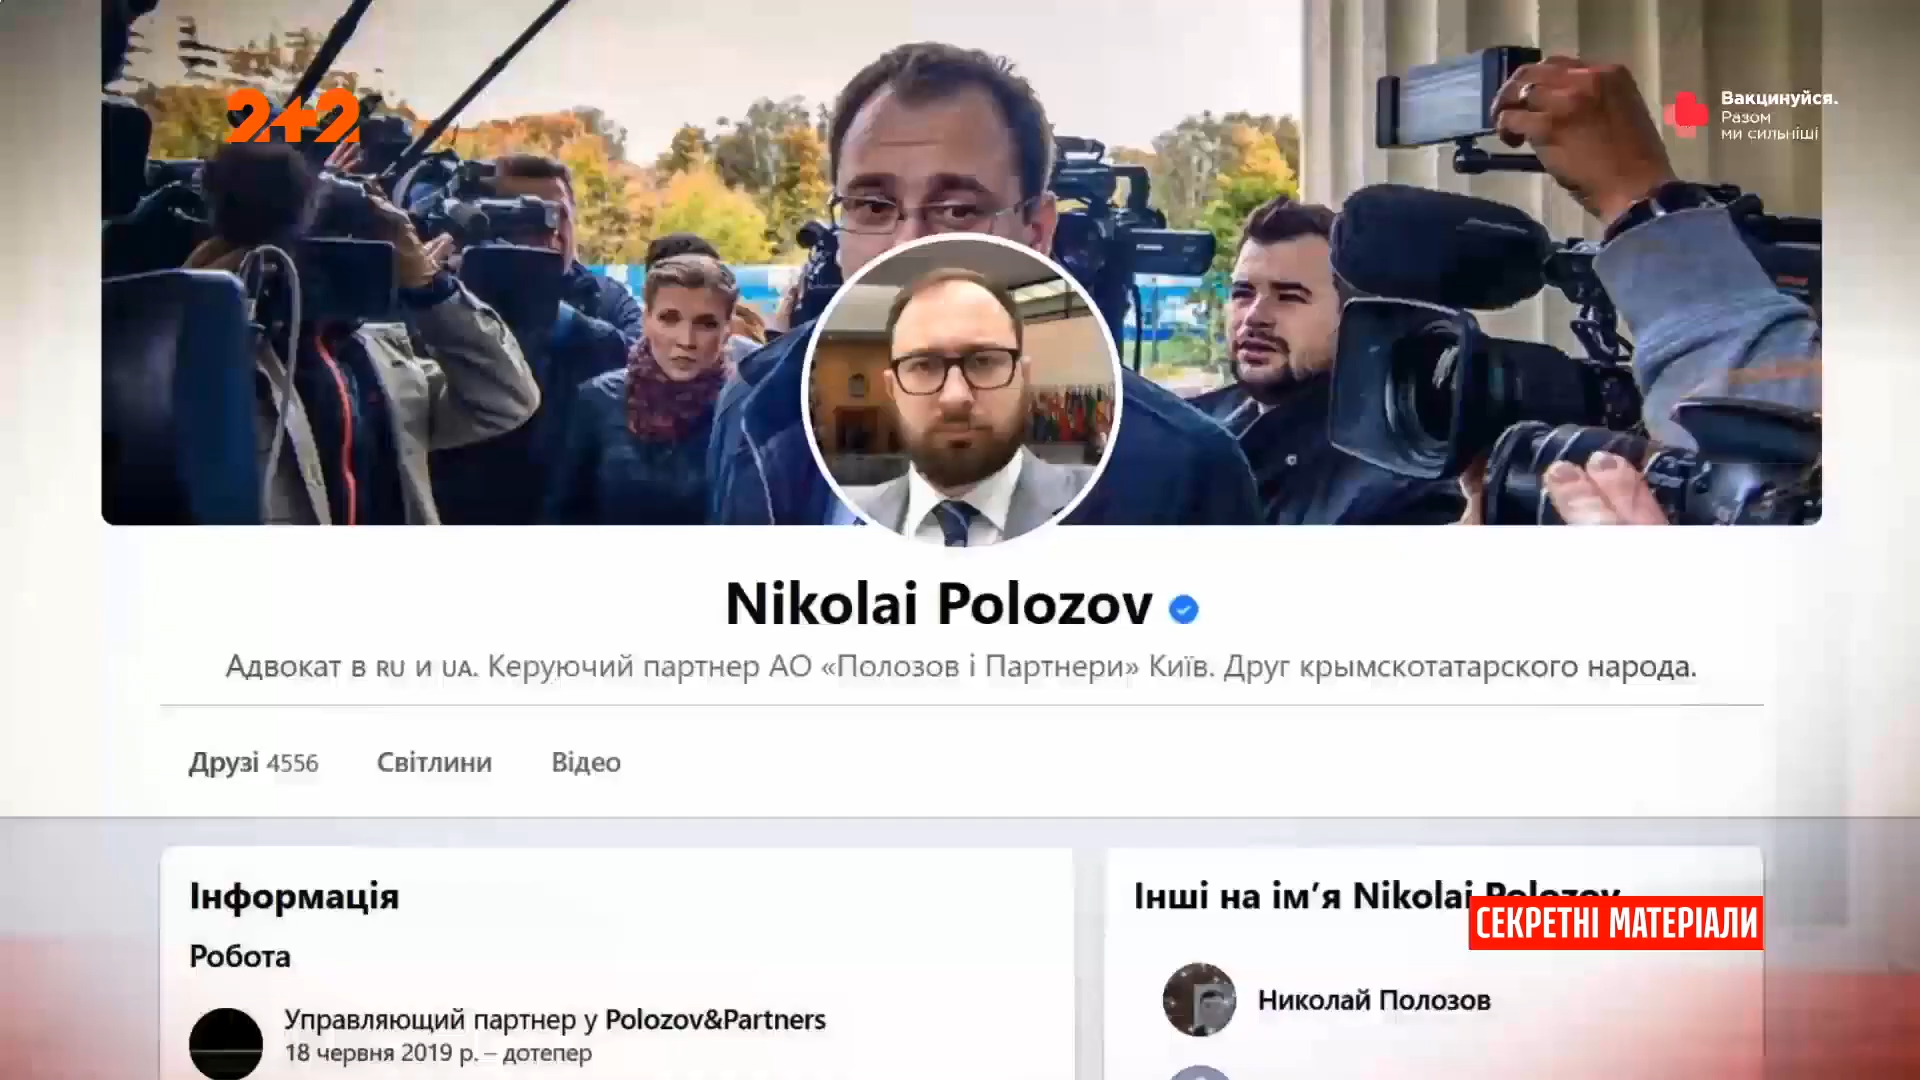 2+2
Вакцинуйся.
Разом
ми сильніші
Nikolai Polozov
Адвокат в RU и UA. Керуючий партнер АО «Полозов і Партнери» Київ. Друг крымскотатарского народа.
Друзі 4556 Світлини Відео
Інформація
Робота
Управляющий партнер у Polozov&Partners
18 червня 2019 р. – дотепер
Інші на ім’я Nikolai Polozov
СЕКРЕТНІ МАТЕРІАЛИ
Николай Полозов